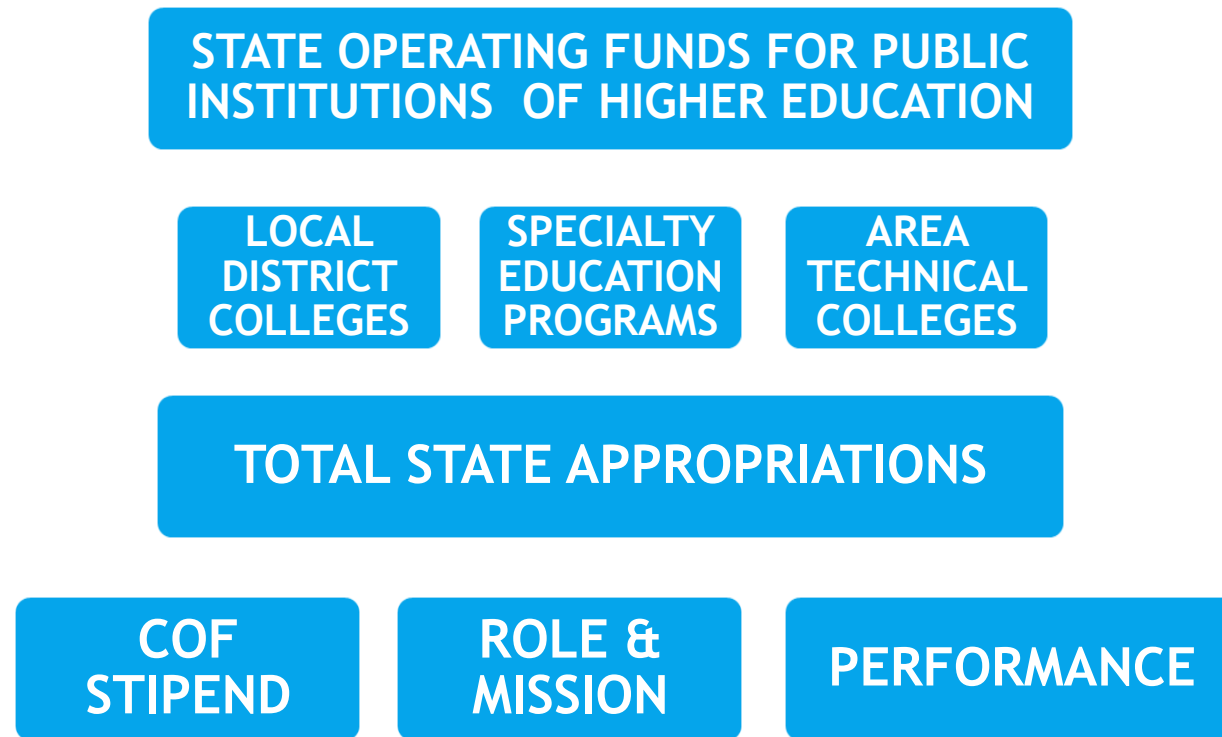 STATE OPERATING FUNDS FOR PUBLIC
INSTITUTIONS OF HIGHER EDUCATION
LOCAL
DISTRICT
COLLEGES
SPECIALTY
EDUCATION
PROGRAMS
AREA
TECHNICAL
COLLEGES
TOTAL STATE APPROPRIATIONS
COF
STIPEND
ROLE &
MISSION
PERFORMANCE